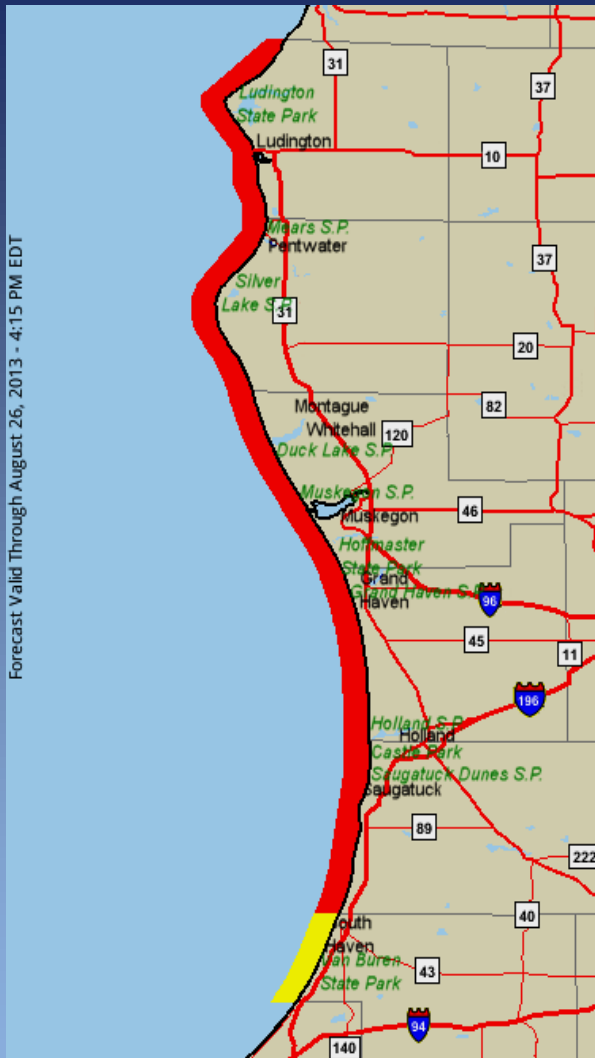 Forecast Valid Through August 26, 2013 - 4:15 PM EDT
31
37
Ludington
State Park
Ludington
10
Mears S.P.
Pentwater
37
Silver
Lake S.P.
31
20
Montague
82
Whitehall
120
Duck Lake S.P.
Muskegon S.P.
Muskegon
46
Hoffmaster
State Park
Grand
Grand Haven S.P.
Haven
96
45
11
196
Holland S.P.
Holland
Castle Park
Saugatuck Dunes S.P.
Saugatuck
89
222
40
South
Haven
Van Buren
43
State Park
94
140